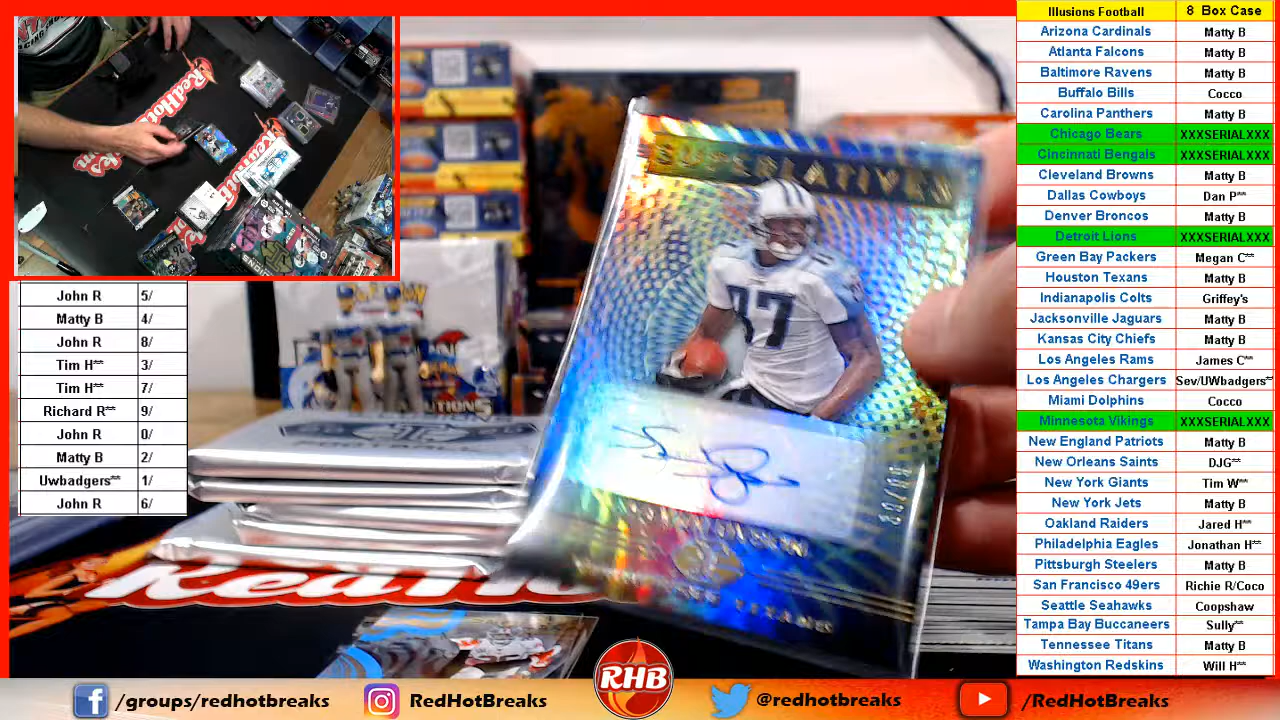 Illusions Football 8 Box Case
Arizona Cardinals Matty B
Atlanta Falcons Matty B
Baltimore Ravens Matty B
Buffalo Bills Cocco
Carolina Panthers Matty B
Chicago Bears XXXSERIALXXX
Cincinnati Bengals XXXSERIALXXX
Cleveland Browns Matty B
Dallas Cowboys Dan P**
Denver Broncos Matty B
Detroit Lions XXXSERIALXXX
Green Bay Packers Megan C**
Houston Texans Matty B
Indianapolis Colts Griffey's
Jacksonville Jaguars Matty B
Kansas City Chiefs Matty B
Los Angeles Rams James C**
Los Angeles Chargers Sev/UWbadgers**
Miami Dolphins Cocco
Minnesota Vikings XXXSERIALXXX
New England Patriots Matty B
New Orleans Saints DJG**
New York Giants Tim W**
New York Jets Matty B
Oakland Raiders Jared H**
Philadelphia Eagles Jonathan H**
Pittsburgh Steelers Matty B
San Francisco 49ers Richie R/Coco
Seattle Seahawks Coopshaw
Tampa Bay Buccaneers Sully**
Tennessee Titans Matty B
Washington Redskins Will H**
John R 5/
Matty B 4/
John R 8/
Tim H** 3/
Tim H** 7/
Richard R** 9/
John R 0/
Matty B 2/
Uwbadgers** 1/
John R 6/
SUPERLATIVES
RedHo
RHB
/groups/redhotbreaks
RedHotBreaks
@redhotbreaks
/RedHotBreaks